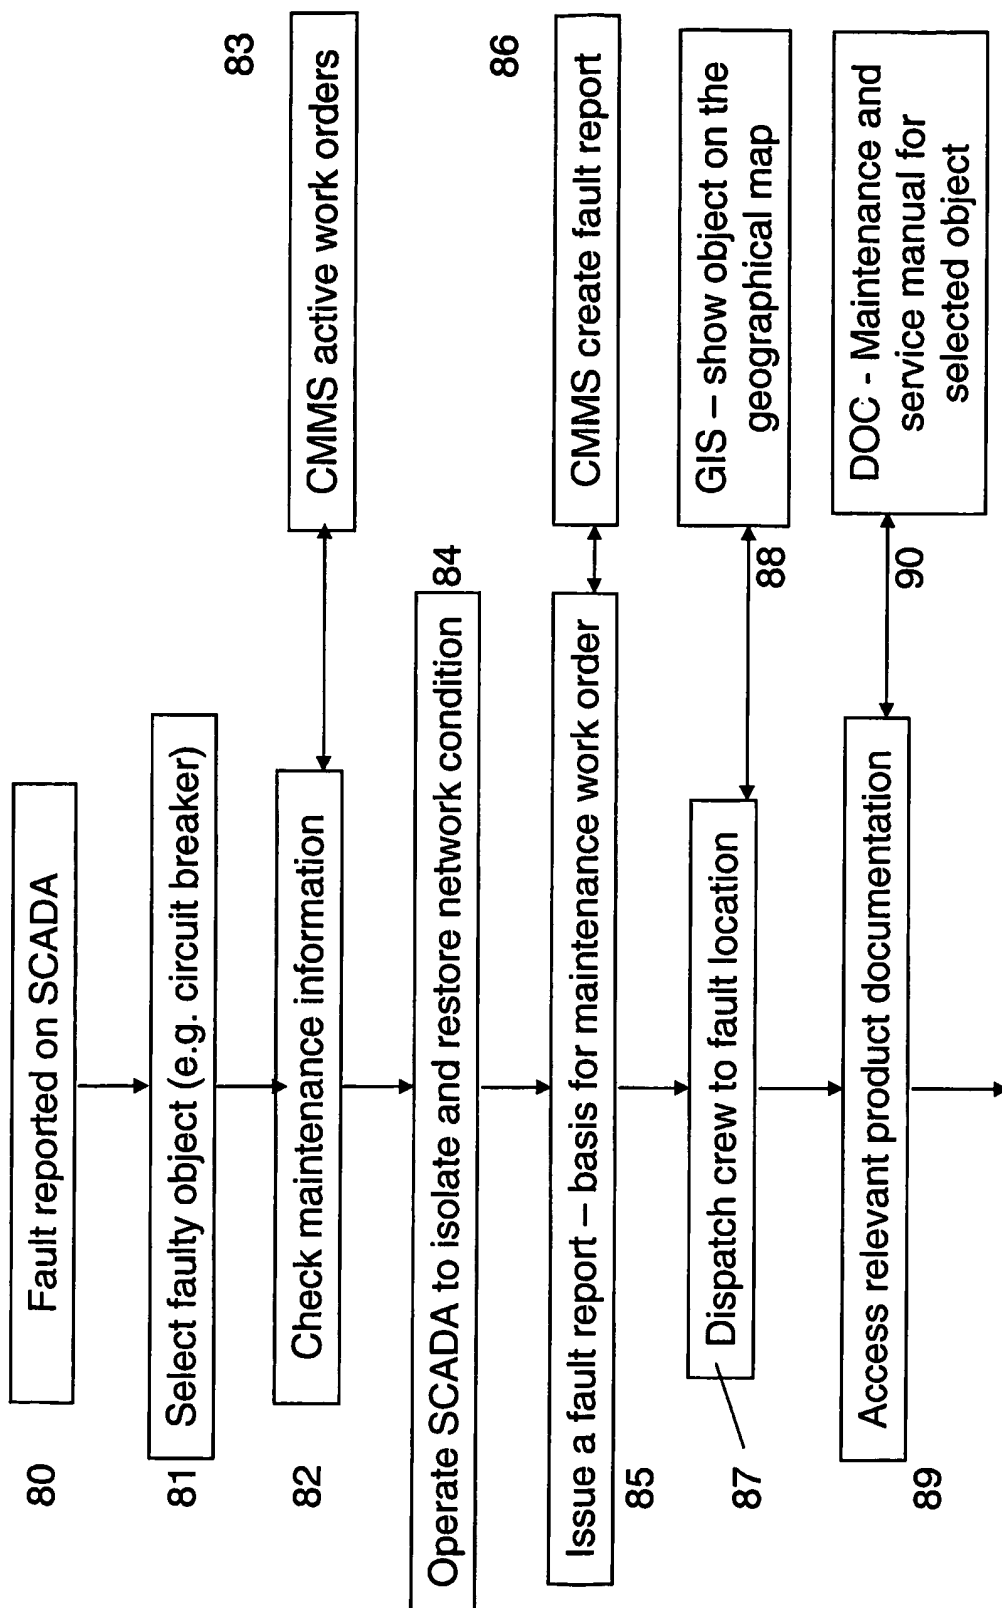 80
Fault reported on SCADA
81
Select faulty object (e.g. circuit breaker)
82
Check maintenance information
83
CMMS active work orders
84
Operate SCADA to isolate and restore network condition
85
Issue a fault report – basis for maintenance work order
86
CMMS create fault report
87
Dispatch crew to fault location
88
GIS – show object on the
geographical map
89
Access relevant product documentation
90
DOC - Maintenance and
service manual for
selected object